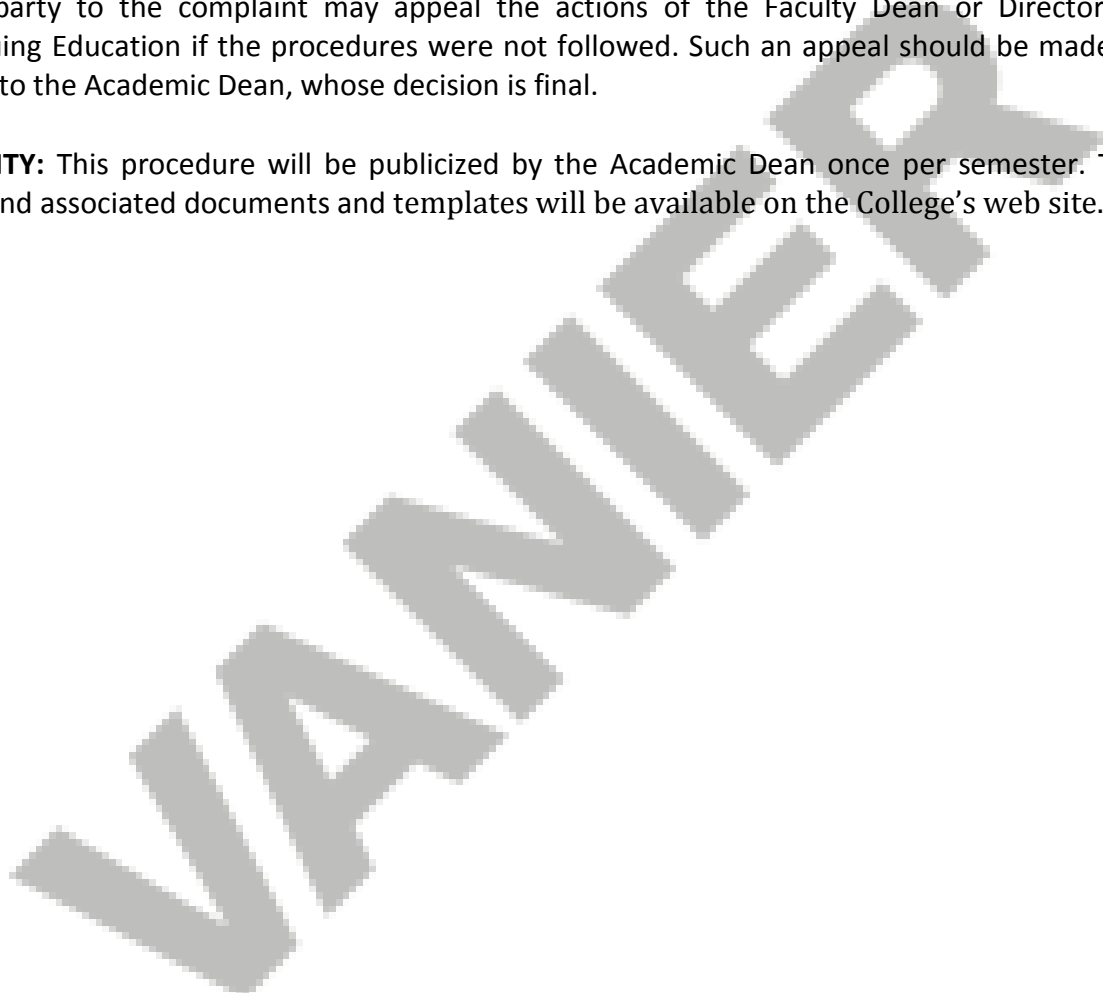 party to the complaint may appeal the actions of the Faculty Dean or Director
ing Education if the procedures were not followed. Such an appeal should be made
to the Academic Dean, whose decision is final.
ITY: This procedure will be publicized by the Academic Dean once per semester. T
nd associated documents and templates will be available on the College’s web site.
VANIER